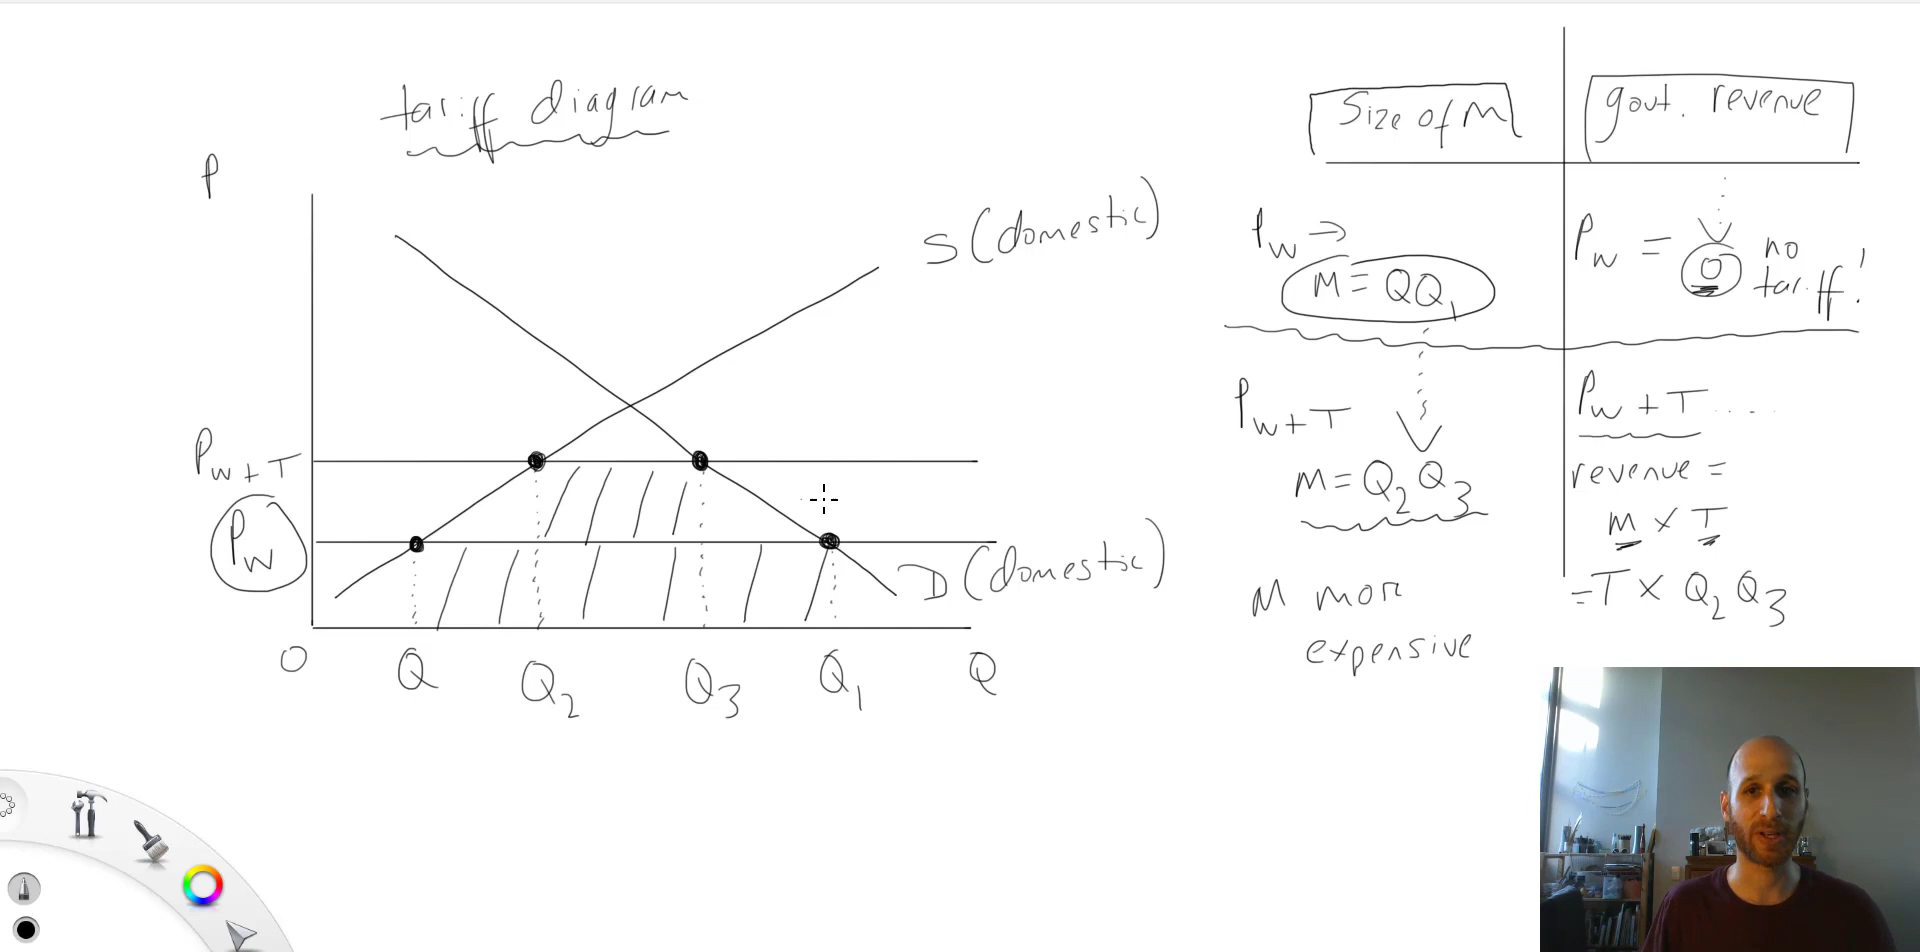 tariff diagram
P
S (domestic)
Pw+T
Pw
D (domestic)
O
Q
Q2
Q3
Q1
Q
Size of M
govt. revenue
Pw →
M = QQ1
Pw = 0 no
tariff!
Pw+T
M = Q2Q3
M more
expensive
Pw+T.....
revenue =
M x T
= T x Q2Q3